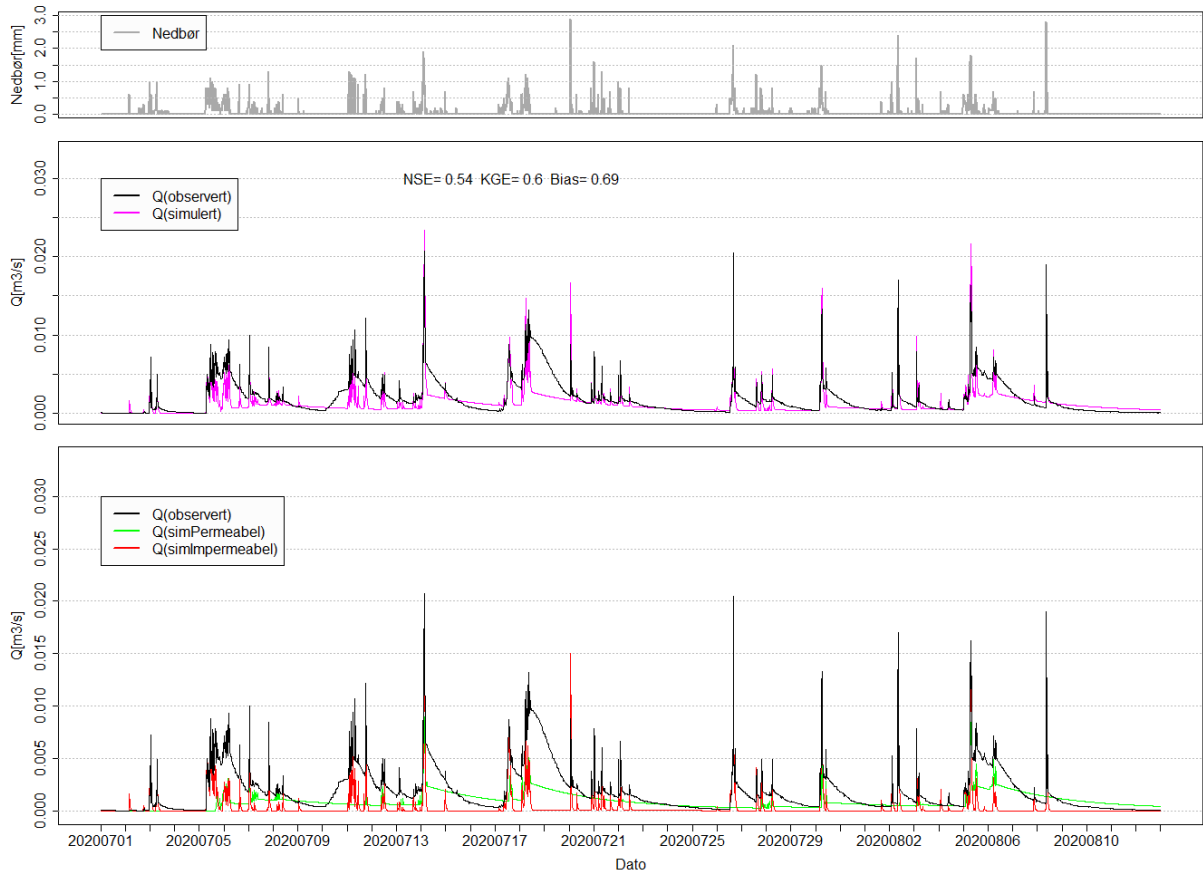 Nedbør[mm]
3.0
2.0
1.0
0.0
Nedbør
Q[m3/s]
0.030
0.020
0.010
0.000
NSE= 0.54 KGE= 0.6 Bias= 0.69
Q(observert)
Q(simulert)
Q[m3/s]
0.030
0.025
0.020
0.015
0.010
0.005
0.000
Q(observert)
Q(simPermeabel)
Q(simImpermeabel)
20200701 20200705 20200709 20200713 20200717 20200721 20200725 20200729 20200802 20200806 20200810
Dato